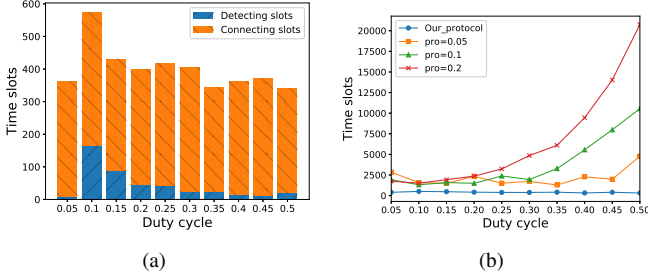 Detecting slots
Connecting slots
600
500
400
300
200
100
0
Time slots
0.05 0.1 0.15 0.2 0.25 0.3 0.35 0.4 0.45 0.5
Duty cycle
(a)
Our_protocol
pro=0.05
pro=0.1
pro=0.2
20000
17500
15000
12500
10000
7500
5000
2500
0
Time slots
0.05 0.10 0.15 0.20 0.25 0.30 0.35 0.40 0.45 0.50
Duty cycle
(b)